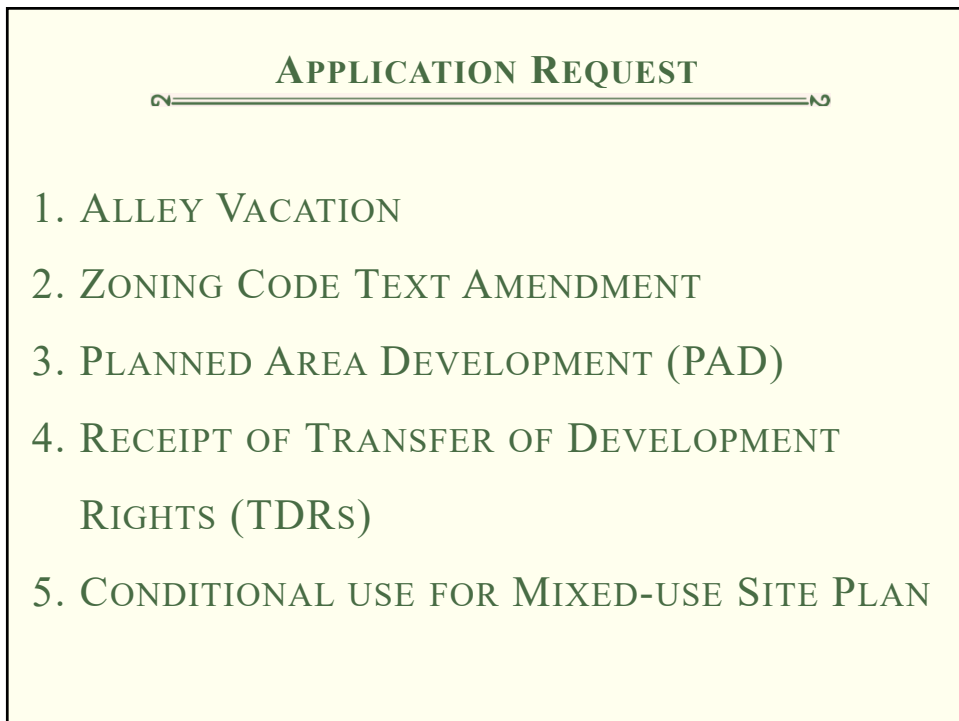 APPLICATION REQUEST
1. ALLEY VACATION
2. ZONING CODE TEXT AMENDMENT
3. PLANNED AREA DEVELOPMENT (PAD)
4. RECEIPT OF TRANSFER OF DEVELOPMENT
RIGHTS (TDRS)
5. CONDITIONAL USE FOR MIXED-USE SITE PLAN